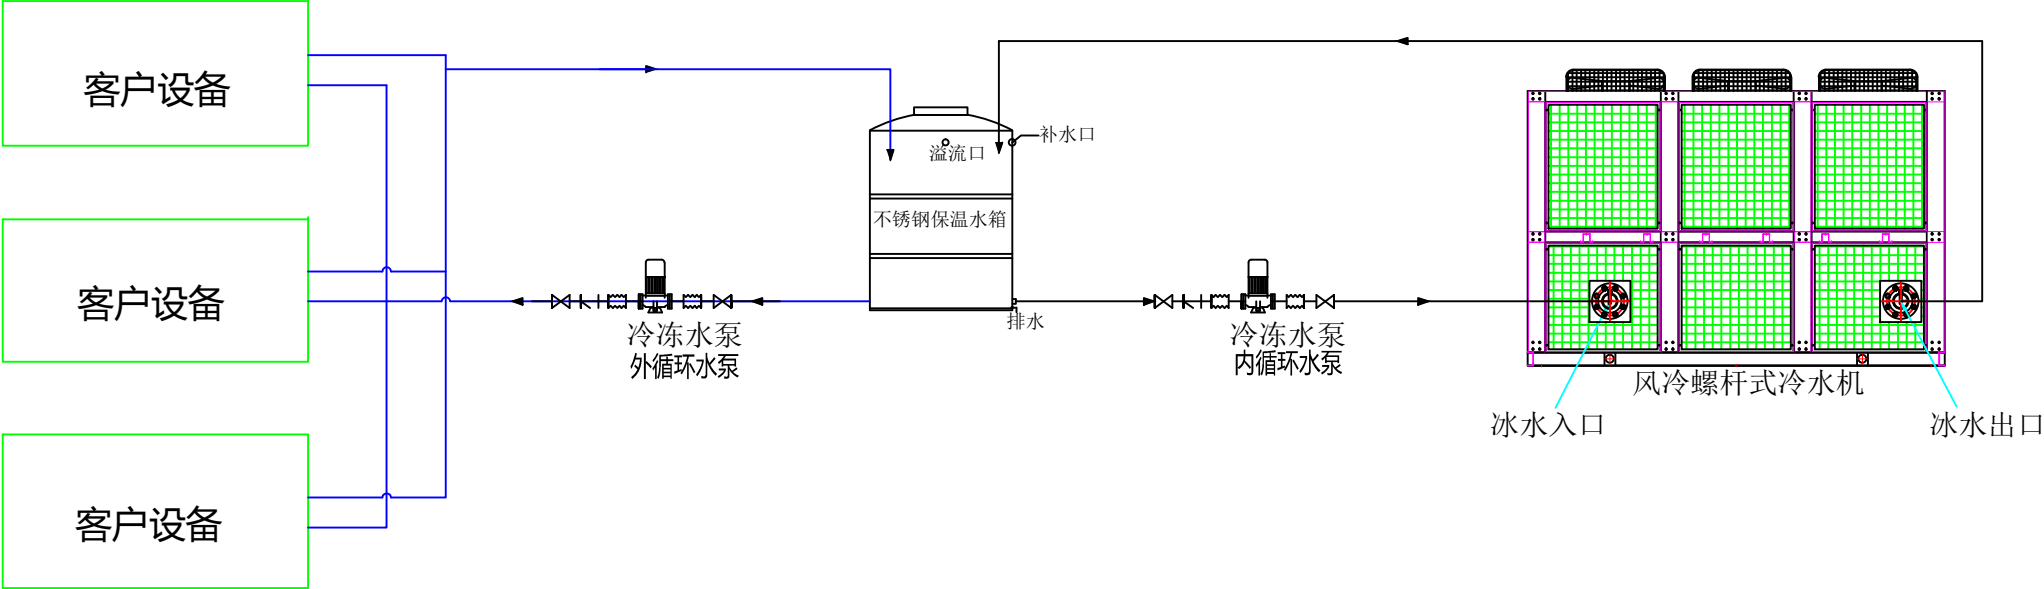 客户设备
补水口
溢流口
不锈钢保温水箱
客户设备
排水
冷冻水泵
外循环水泵
冷冻水泵
内循环水泵
风冷螺杆式冷水机
冰水入口
冰水出口
客户设备